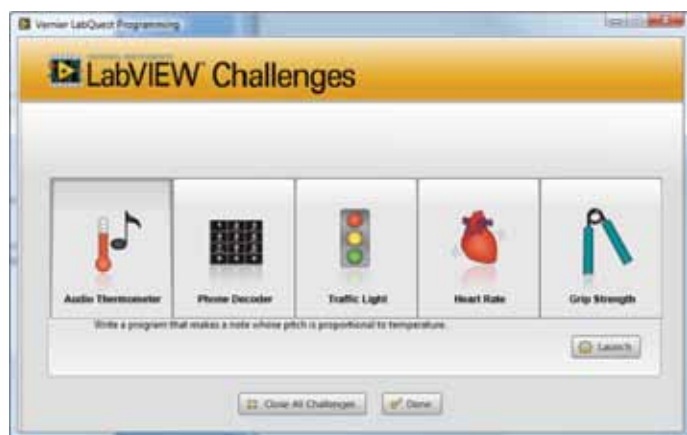 Vernier LabQuest Programming
LabVIEW™ Challenges
Audio Thermometer
Phone Decoder
Traffic Light
Heart Rate
Grip Strength
Write a program that makes a note whose pitch is proportional to temperature.
Launch
Close All Challenges
Done